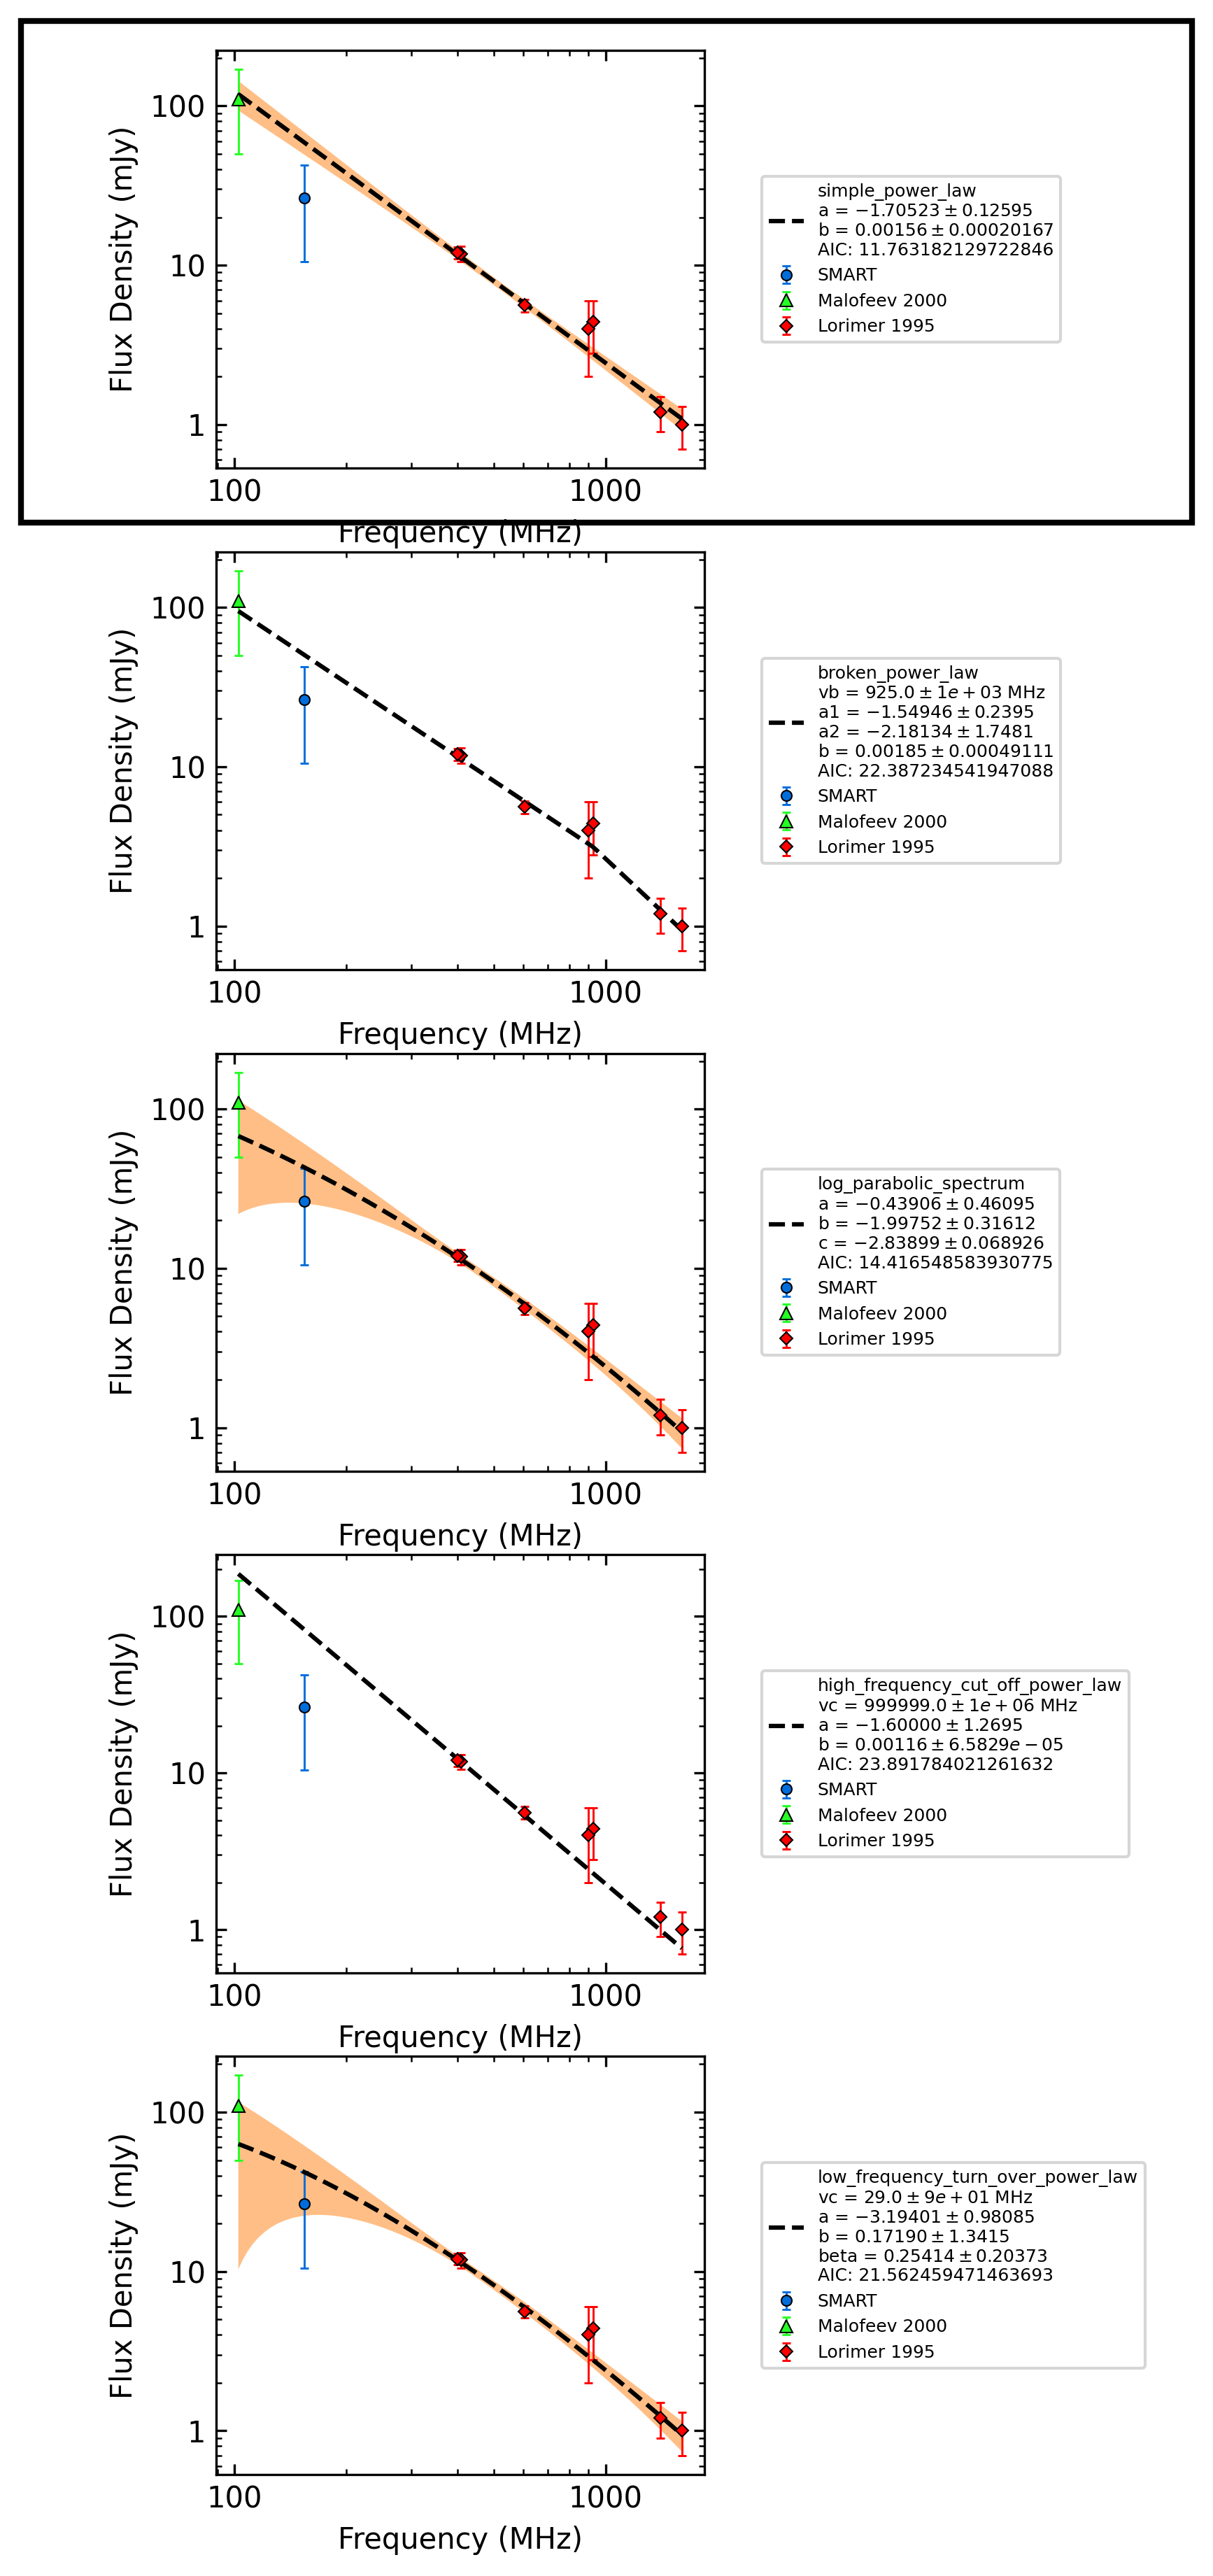 100
10
1
Flux Density (mJy)
100
1000
Frequency (MHz)
simple_power_law
a = −1.70523 ± 0.12595
b = 0.00156 ± 0.00020167
AIC: 11.763182129722846
SMART
Malofeev 2000
Lorimer 1995
100
10
1
Flux Density (mJy)
100
1000
Frequency (MHz)
broken_power_law
vb = 925.0 ± 1e + 03 MHz
a1 = −1.54946 ± 0.2395
a2 = −2.18134 ± 1.7481
b = 0.00185 ± 0.00049111
AIC: 22.387234541947088
SMART
Malofeev 2000
Lorimer 1995
100
10
1
Flux Density (mJy)
100
1000
Frequency (MHz)
log_parabolic_spectrum
a = −0.43906 ± 0.46095
b = −1.99752 ± 0.31612
c = −2.83899 ± 0.068926
AIC: 14.416548583930775
SMART
Malofeev 2000
Lorimer 1995
100
10
1
Flux Density (mJy)
100
1000
Frequency (MHz)
high_frequency_cut_off_power_law
vc = 999999.0 ± 1e + 06 MHz
a = −1.60000 ± 1.2695
b = 0.00116 ± 6.5829e − 05
AIC: 23.891784021261632
SMART
Malofeev 2000
Lorimer 1995
100
10
1
Flux Density (mJy)
100
1000
Frequency (MHz)
low_frequency_turn_over_power_law
vc = 29.0 ± 9e + 01 MHz
a = −3.19401 ± 0.98085
b = 0.17190 ± 1.3415
beta = 0.25414 ± 0.20373
AIC: 21.562459471463693
SMART
Malofeev 2000
Lorimer 1995